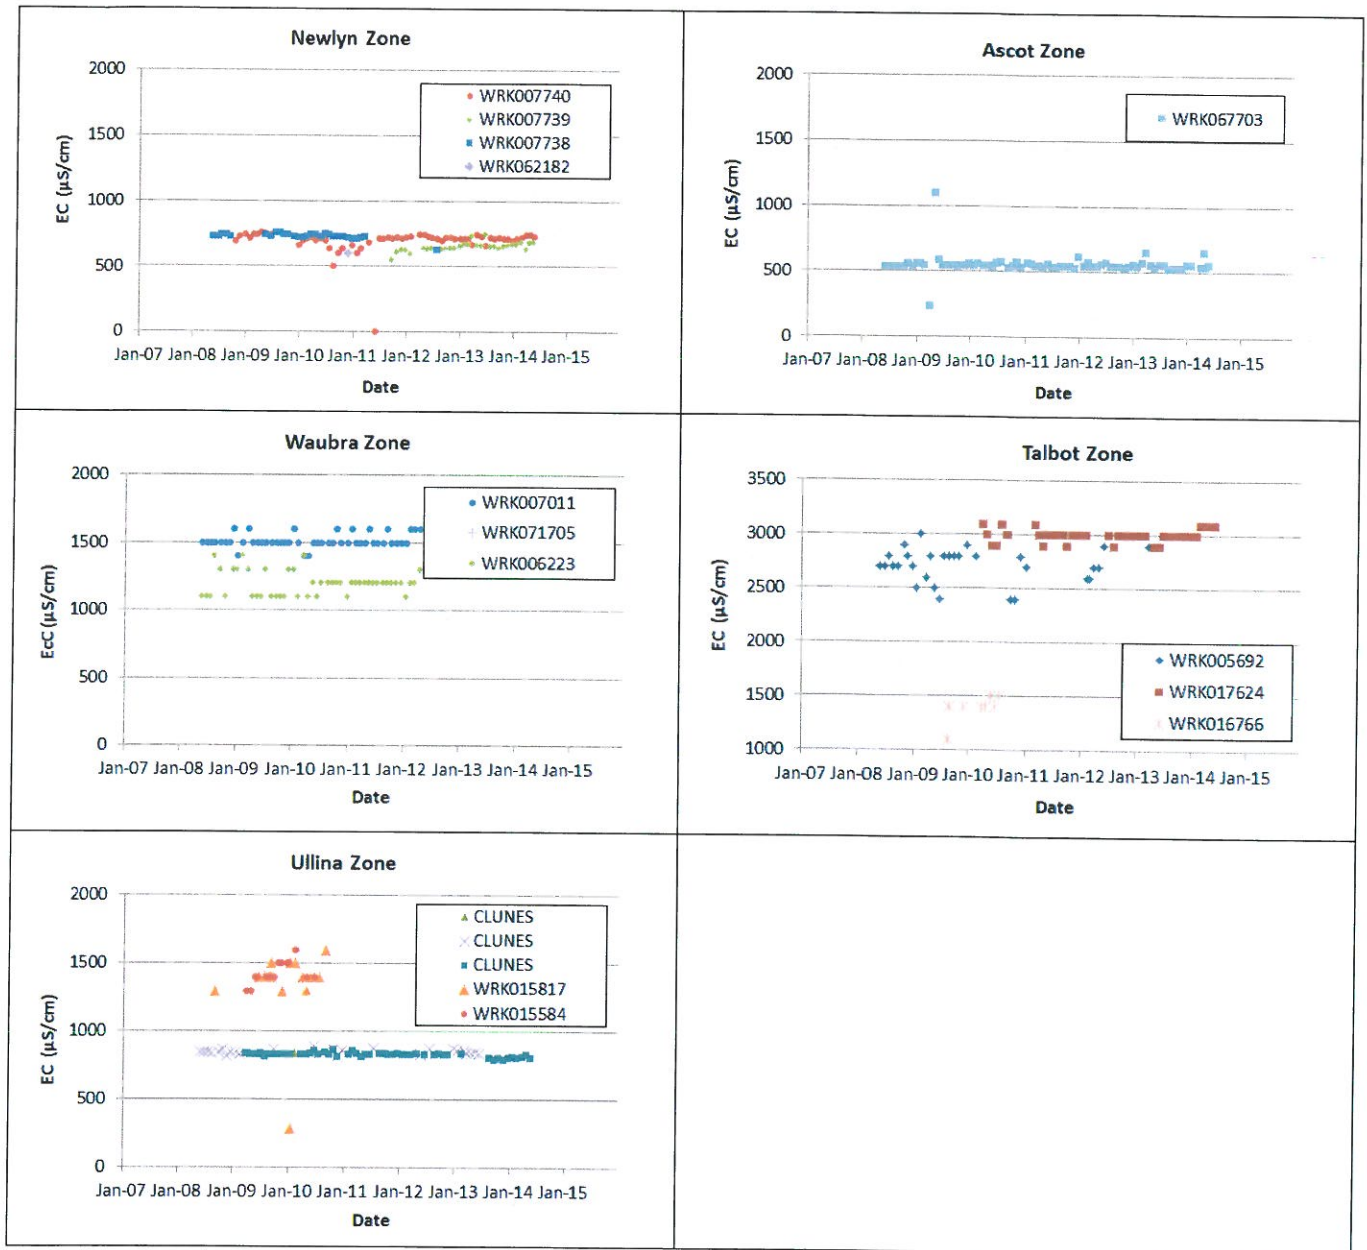 Newlyn Zone
EC (µS/cm)
2000
1500
1000
500
0
WRK007740
WRK007739
WRK007738
WRK062182
Jan-07 Jan-08 Jan-09 Jan-10 Jan-11 Jan-12 Jan-13 Jan-14 Jan-15
Date
Ascot Zone
EC (µS/cm)
2000
1500
1000
500
0
WRK067703
Jan-07 Jan-08 Jan-09 Jan-10 Jan-11 Jan-12 Jan-13 Jan-14 Jan-15
Date
Waubra Zone
EcC (µS/cm)
2000
1500
1000
500
0
WRK007011
WRK071705
WRK006223
Jan-07 Jan-08 Jan-09 Jan-10 Jan-11 Jan-12 Jan-13 Jan-14 Jan-15
Date
Talbot Zone
EC (µS/cm)
3500
3000
2500
2000
1500
1000
WRK005692
WRK017624
WRK016766
Jan-07 Jan-08 Jan-09 Jan-10 Jan-11 Jan-12 Jan-13 Jan-14 Jan-15
Date
Ullina Zone
EC (µS/cm)
2000
1500
1000
500
0
CLUNES
CLUNES
CLUNES
WRK015817
WRK015584
Jan-07 Jan-08 Jan-09 Jan-10 Jan-11 Jan-12 Jan-13 Jan-14 Jan-15
Date